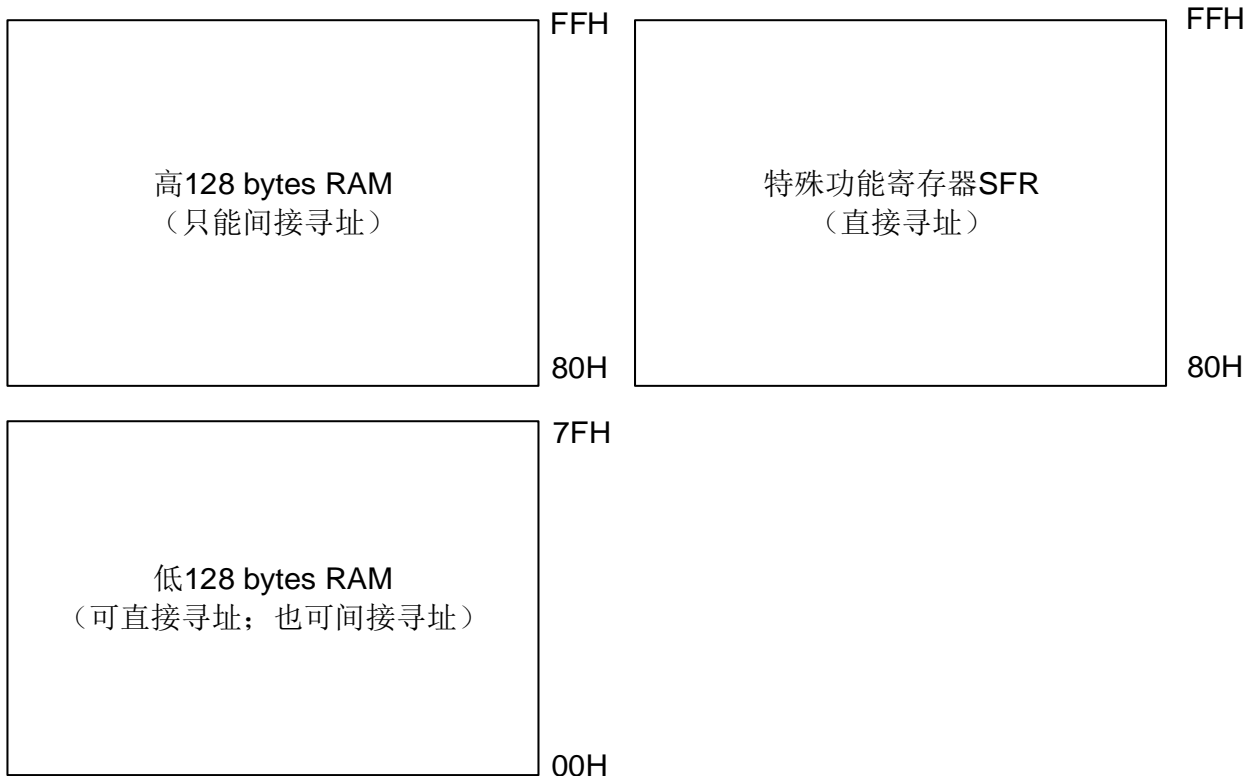 FFH
高128 bytes RAM
（只能间接寻址）
80H
FFH
特殊功能寄存器SFR
（直接寻址）
80H
7FH
低128 bytes RAM
（可直接寻址；也可间接寻址）
00H